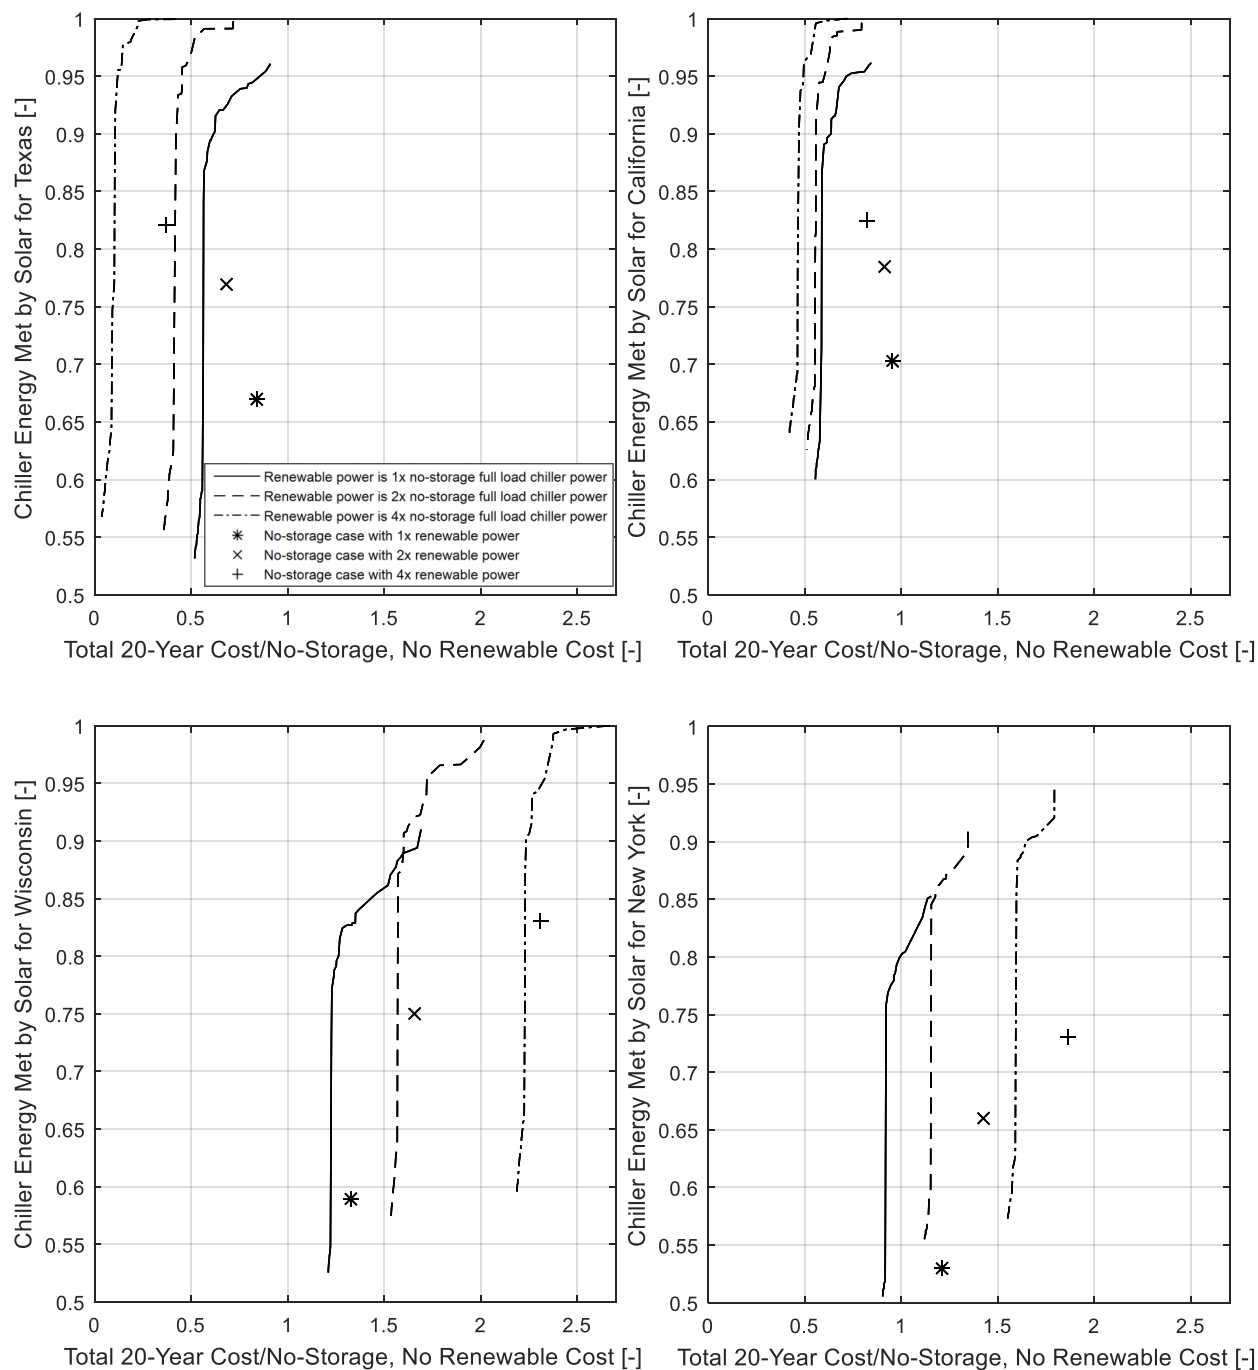 Chiller Energy Met by Solar for Texas [-]
1
0.95
0.9
0.85
0.8
0.75
0.7
0.65
0.6
0.55
0.5
Renewable power is 1x no-storage full load chiller power
Renewable power is 2x no-storage full load chiller power
Renewable power is 4x no-storage full load chiller power
No-storage case with 1x renewable power
No-storage case with 2x renewable power
No-storage case with 4x renewable power
0 0.5 1 1.5 2 2.5
Total 20-Year Cost/No-Storage, No Renewable Cost [-]
Chiller Energy Met by Solar for California [-]
1
0.95
0.9
0.85
0.8
0.75
0.7
0.65
0.6
0.55
0.5
0 0.5 1 1.5 2 2.5
Total 20-Year Cost/No-Storage, No Renewable Cost [-]
Chiller Energy Met by Solar for Wisconsin [-]
1
0.95
0.9
0.85
0.8
0.75
0.7
0.65
0.6
0.55
0.5
0 0.5 1 1.5 2 2.5
Total 20-Year Cost/No-Storage, No Renewable Cost [-]
Chiller Energy Met by Solar for New York [-]
1
0.95
0.9
0.85
0.8
0.75
0.7
0.65
0.6
0.55
0.5
0 0.5 1 1.5 2 2.5
Total 20-Year Cost/No-Storage, No Renewable Cost [-]